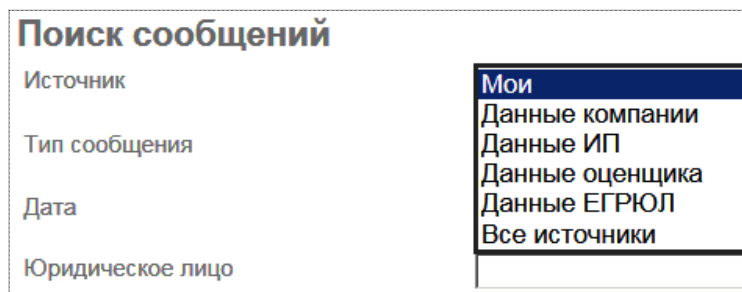 Поиск сообщений
Источник
Мои
Данные компании
Тип сообщения
Данные ИП
Данные оценщика
Дата
Данные ЕГРЮЛ
Все источники
Юридическое лицо